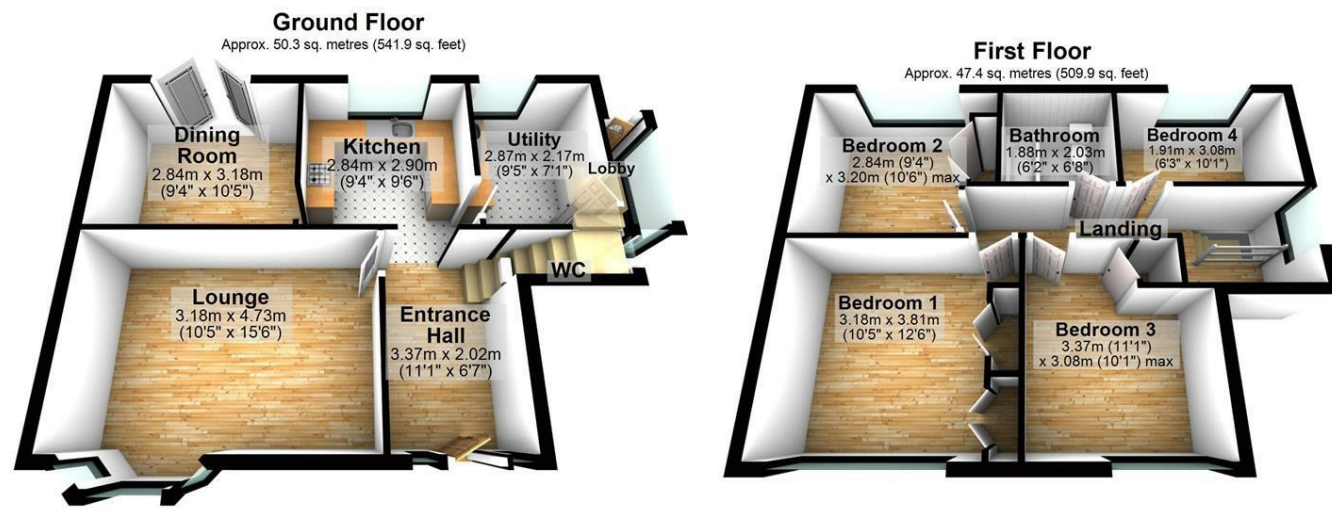 Ground Floor
Approx. 50.3 sq. metres (541.9 sq. feet)
Dining
Room
2.84m x 3.18m
(9'4" x 10'5")
Kitchen
2.84m x 2.90m
(9'4" x 9'6")
Utility
2.87m x 2.17m
(9'5" x 7'1")
Lobby
WC
Lounge
3.18m x 4.73m
(10'5" x 15'6")
Entrance
Hall
3.37m x 2.02m
(11'1" x 6'7")
First Floor
Approx. 47.4 sq. metres (509.9 sq. feet)
Bedroom 2
2.84m (9'4")
x 3.20m (10'6") max
Bathroom
1.88m x 2.03m
(6'2" x 6'8")
Bedroom 4
1.91m x 3.08m
(6'3" x 10'1")
Landing
Bedroom 1
3.18m x 3.81m
(10'5" x 12'6")
Bedroom 3
3.37m (11'1")
x 3.08m (10'1") max